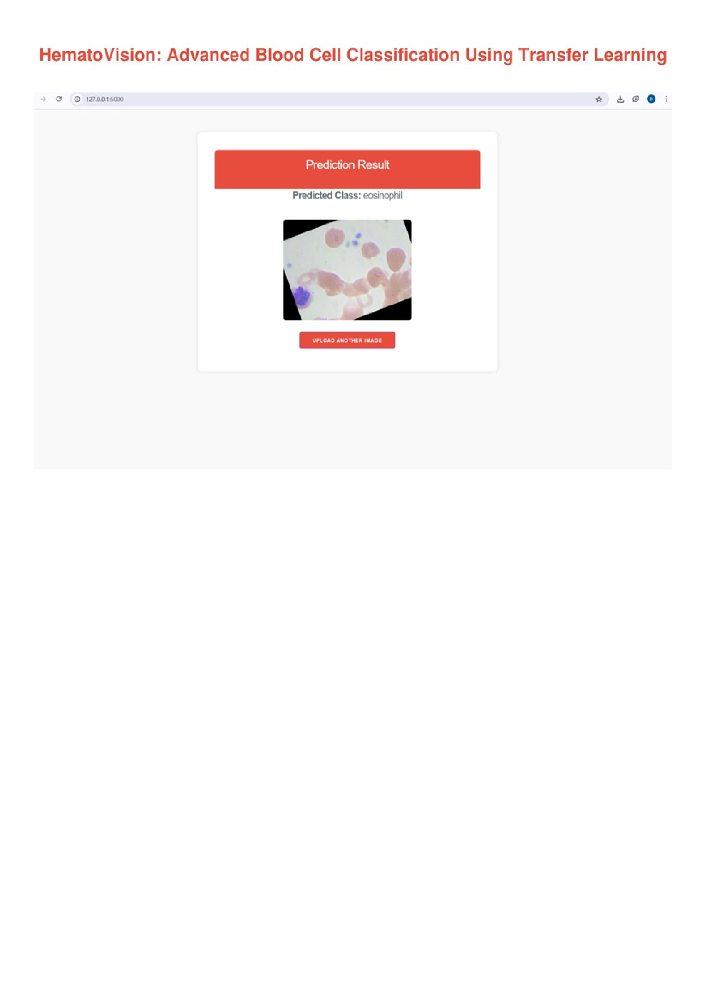 HematoVision: Advanced Blood Cell Classification Using Transfer Learning
127.0.0.1:5000
Prediction Result
Predicted Class: eosinophil
UPLOAD ANOTHER IMAGE